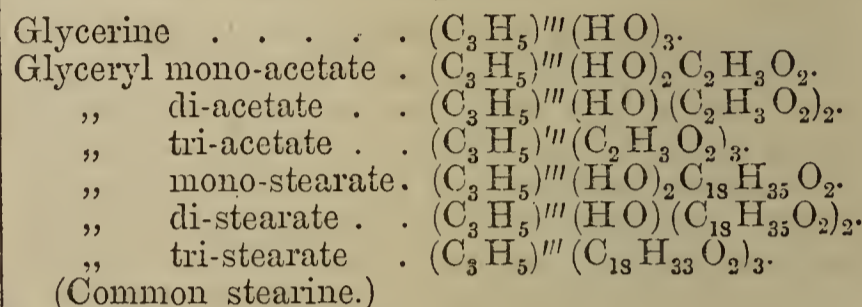 Glycerine . . . . . (C₃H₅)‴(HO)₃.
Glyceryl mono-acetate . (C₃H₅)‴(HO)₂C₂H₃O₂.
„ di-acetate . . (C₃H₅)‴(HO)(C₂H₃O₂)₂.
„ tri-acetate . . (C₃H₅)‴(C₂H₃O₂)₃.
„ mono-stearate. (C₃H₅)‴(HO)₂C₁₈H₃₅O₂.
„ di-stearate . . (C₃H₅)‴(HO)(C₁₈H₃₅O₂)₂.
„ tri-stearate . (C₃H₅)‴(C₁₈H₃₃O₂)₃.
(Common stearine.)